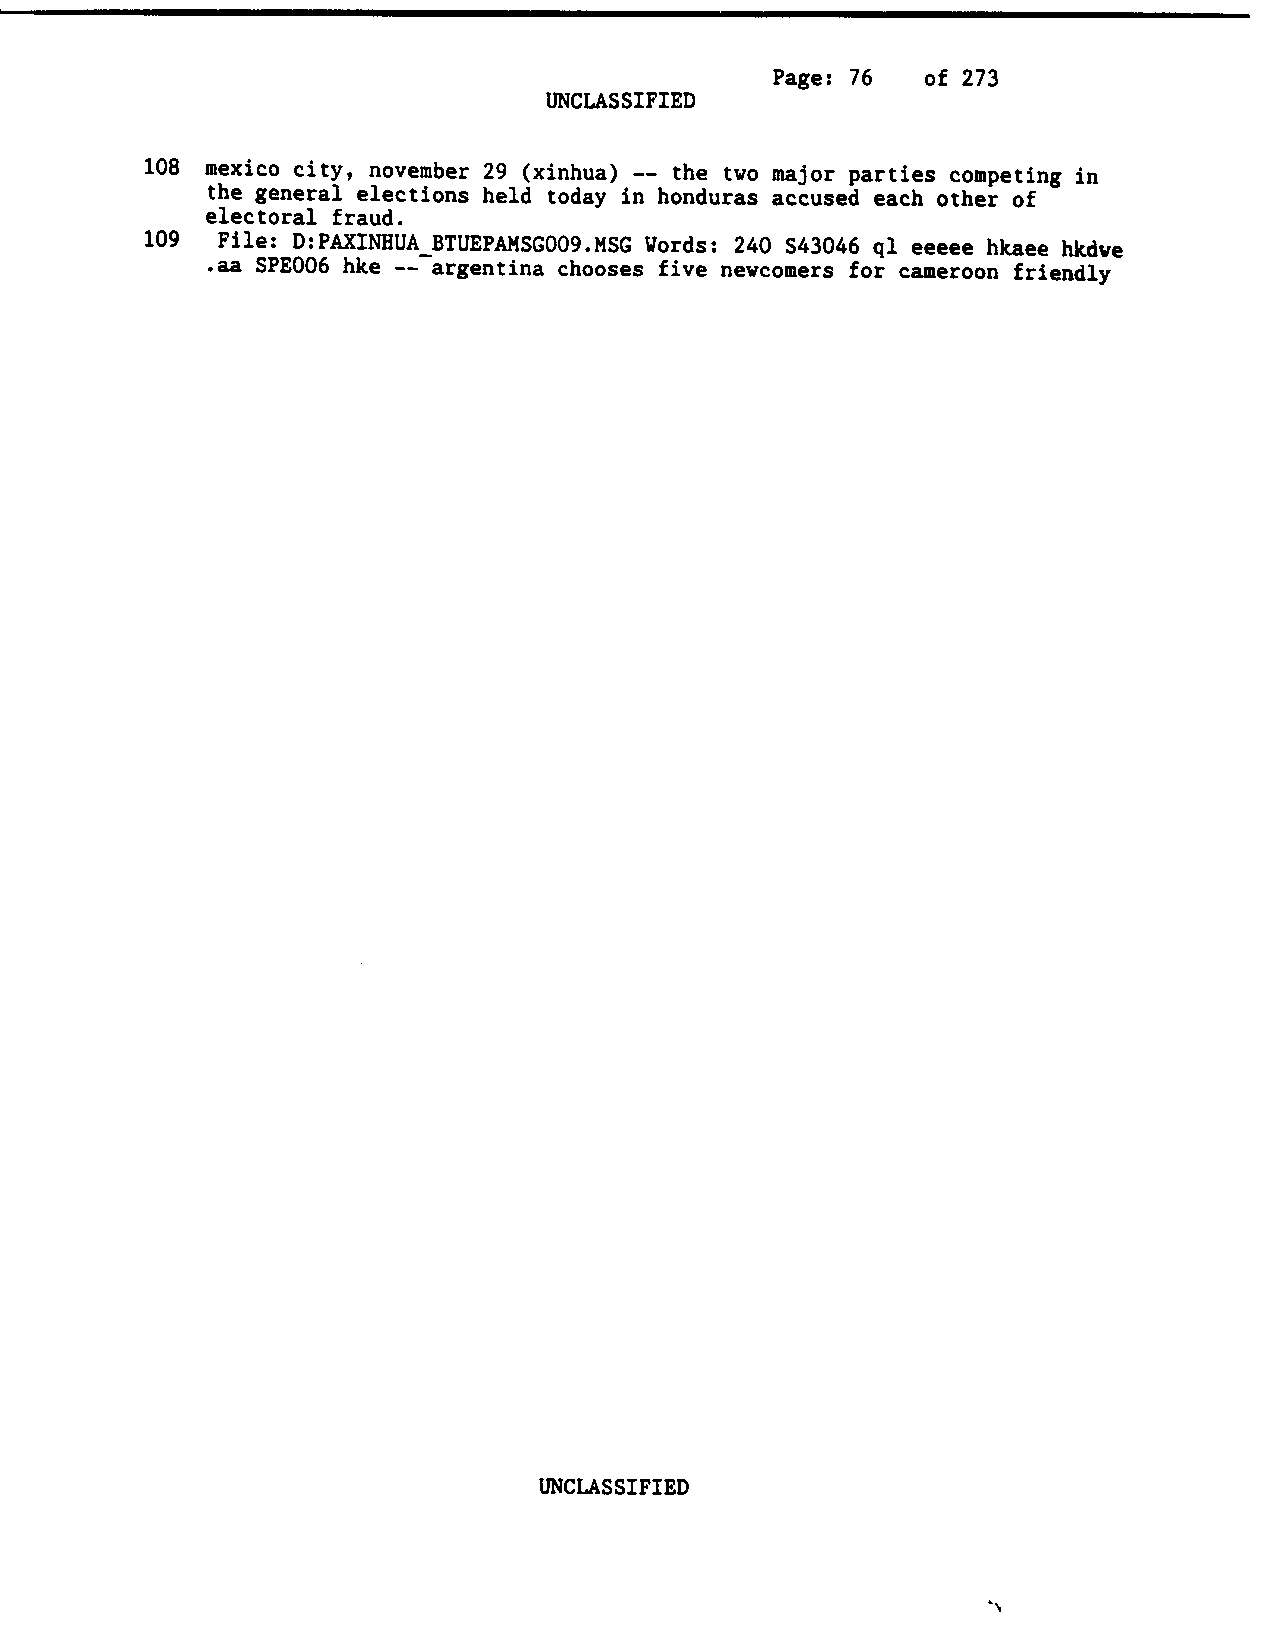 Page: 76 of 273
UNCLASSIFIED
108 mexico city, november 29 (xinhua) -- the two major parties competing in
the general elections held today in honduras accused each other of
electoral fraud.
109 File: D:PAXINHUA_BTUEPAMSG009.MSG Words: 240 S43046 ql eeeee hkaee hkdve
.aa SPE006 hke -- argentina chooses five newcomers for cameroon friendly
UNCLASSIFIED